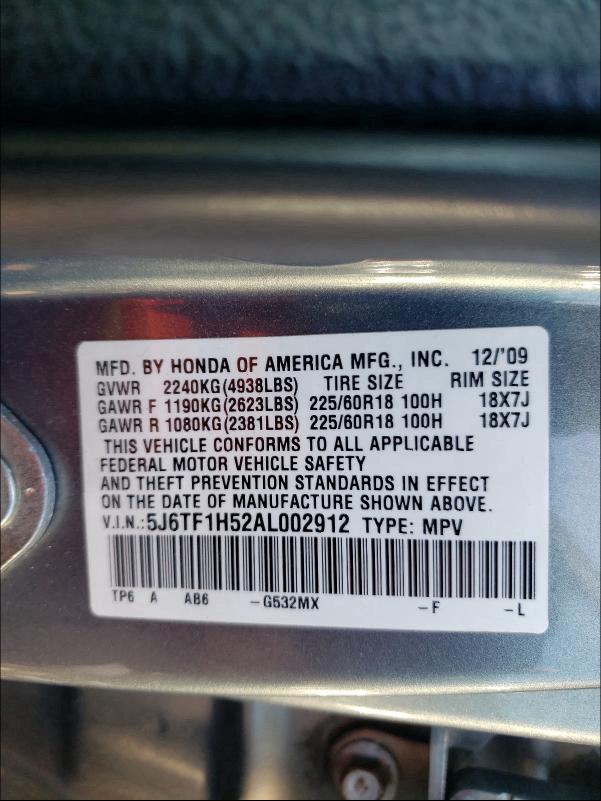 MFD. BY HONDA OF AMERICA MFG., INC. 12/'09
GVWR 2240KG(4938LBS) TIRE SIZE RIM SIZE
GAWR F 1190KG(2623LBS) 225/60R18 100H 18X7J
GAWR R 1080KG(2381LBS) 225/60R18 100H 18X7J
THIS VEHICLE CONFORMS TO ALL APPLICABLE
FEDERAL MOTOR VEHICLE SAFETY
AND THEFT PREVENTION STANDARDS IN EFFECT
ON THE DATE OF MANUFACTURE SHOWN ABOVE.
V.I.N.:5J6TF1H52AL002912 TYPE: MPV
TP6 A AB6 -G532MX -F -L